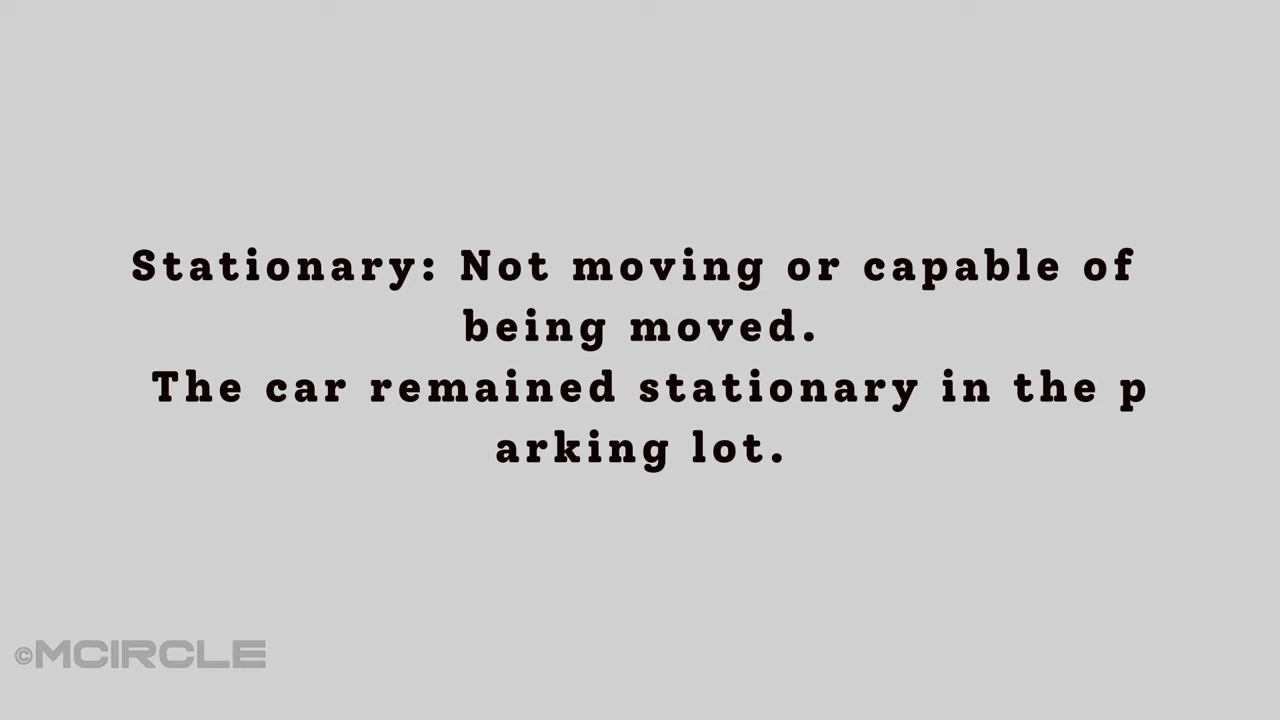 Stationary: Not moving or capable of
being moved.
The car remained stationary in the p
arking lot.
©MCIRCLE